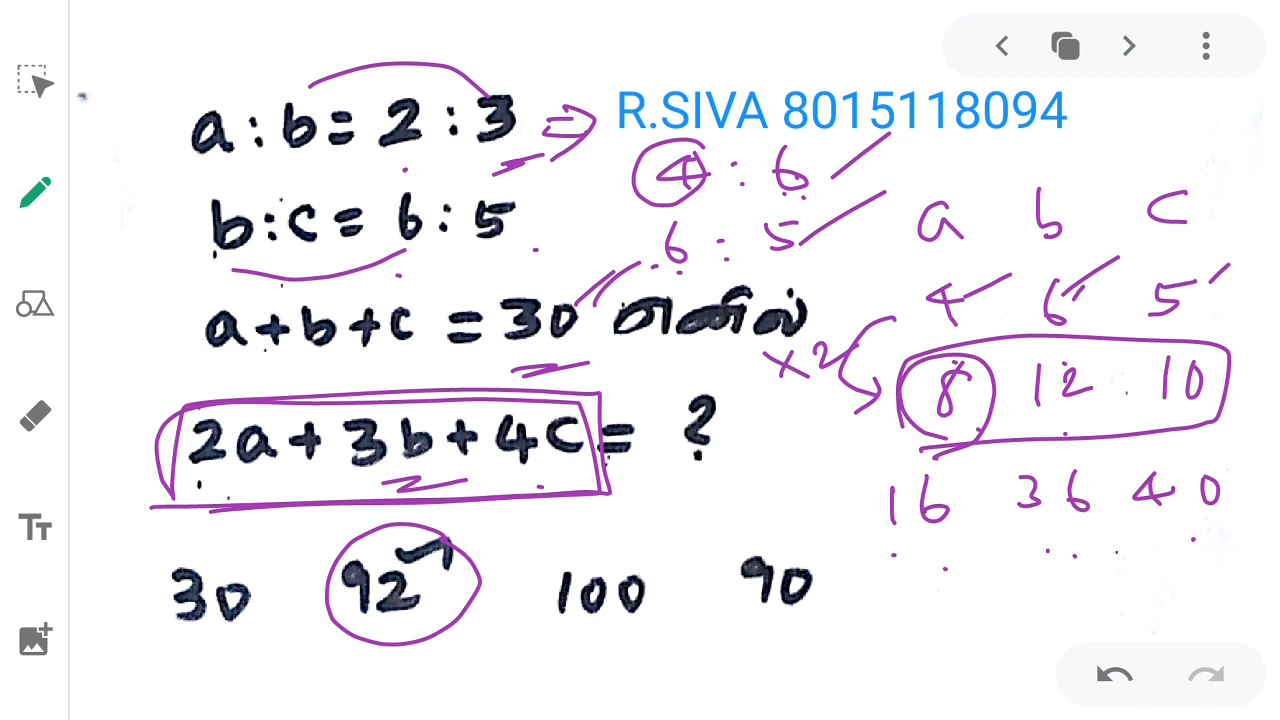 a : b = 2 : 3 ⇒ R.SIVA 8015118094
4 : 6
b : c = 6 : 5
6 : 5
a b c
4 6 5
a + b + c = 30 எனில்
×2
8 12 10
2a + 3b + 4c = ?
16 36 40
30 92 100 90
Tт